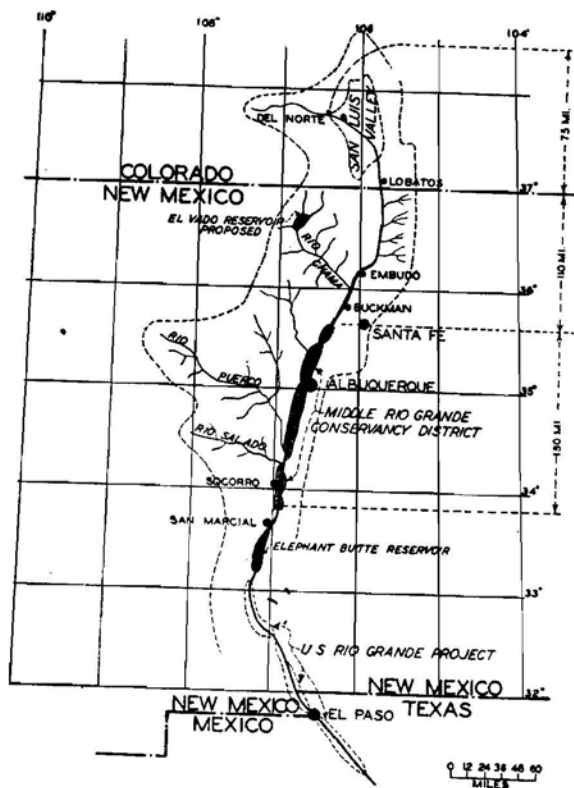 110°
108°
106
104°
DEL NORTE
SAN LUIS
VALLEY
75 MI.
COLORADO
NEW MEXICO
LOBATOS
37°
EL VADO RESERVOIR
PROPOSED
RIO
CHAMA
EMBUDO
110 MI.
36°
BUCKMAN
SANTA FE
RIO
PUERCO
ALBUQUERQUE
35°
MIDDLE RIO GRANDE
CONSERVANCY DISTRICT
150 MI.
RIO SALADO
SOCORRO
34°
SAN MARCIAL
ELEPHANT BUTTE RESERVOIR
33°
U S RIO GRANDE PROJECT
32°
NEW MEXICO
TEXAS
NEW MEXICO
MEXICO
EL PASO
0 12 24 36 48 60
MILES